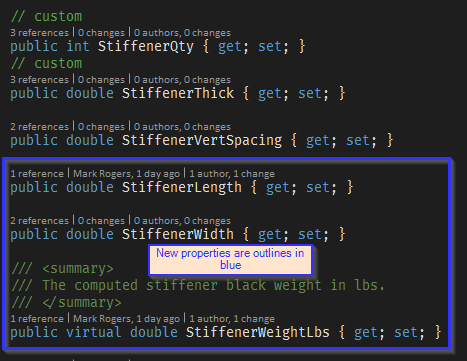 // custom
3 references | 0 changes | 0 authors, 0 changes
public int StiffenerQty { get; set; }
// custom
3 references | 0 changes | 0 authors, 0 changes
public double StiffenerThick { get; set; }
2 references | 0 changes | 0 authors, 0 changes
public double StiffenerVertSpacing { get; set; }
1 reference | Mark Rogers, 1 day ago | 1 author, 1 change
public double StiffenerLength { get; set; }
2 references | 0 changes | 0 authors, 0 changes
public double StiffenerWidth { get; set; }
New properties are outlines in
blue
/// <summary>
/// The computed stiffener black weight in lbs.
/// </summary>
1 reference | Mark Rogers, 1 day ago | 1 author, 1 change
public virtual double StiffenerWeightLbs { get; set; }